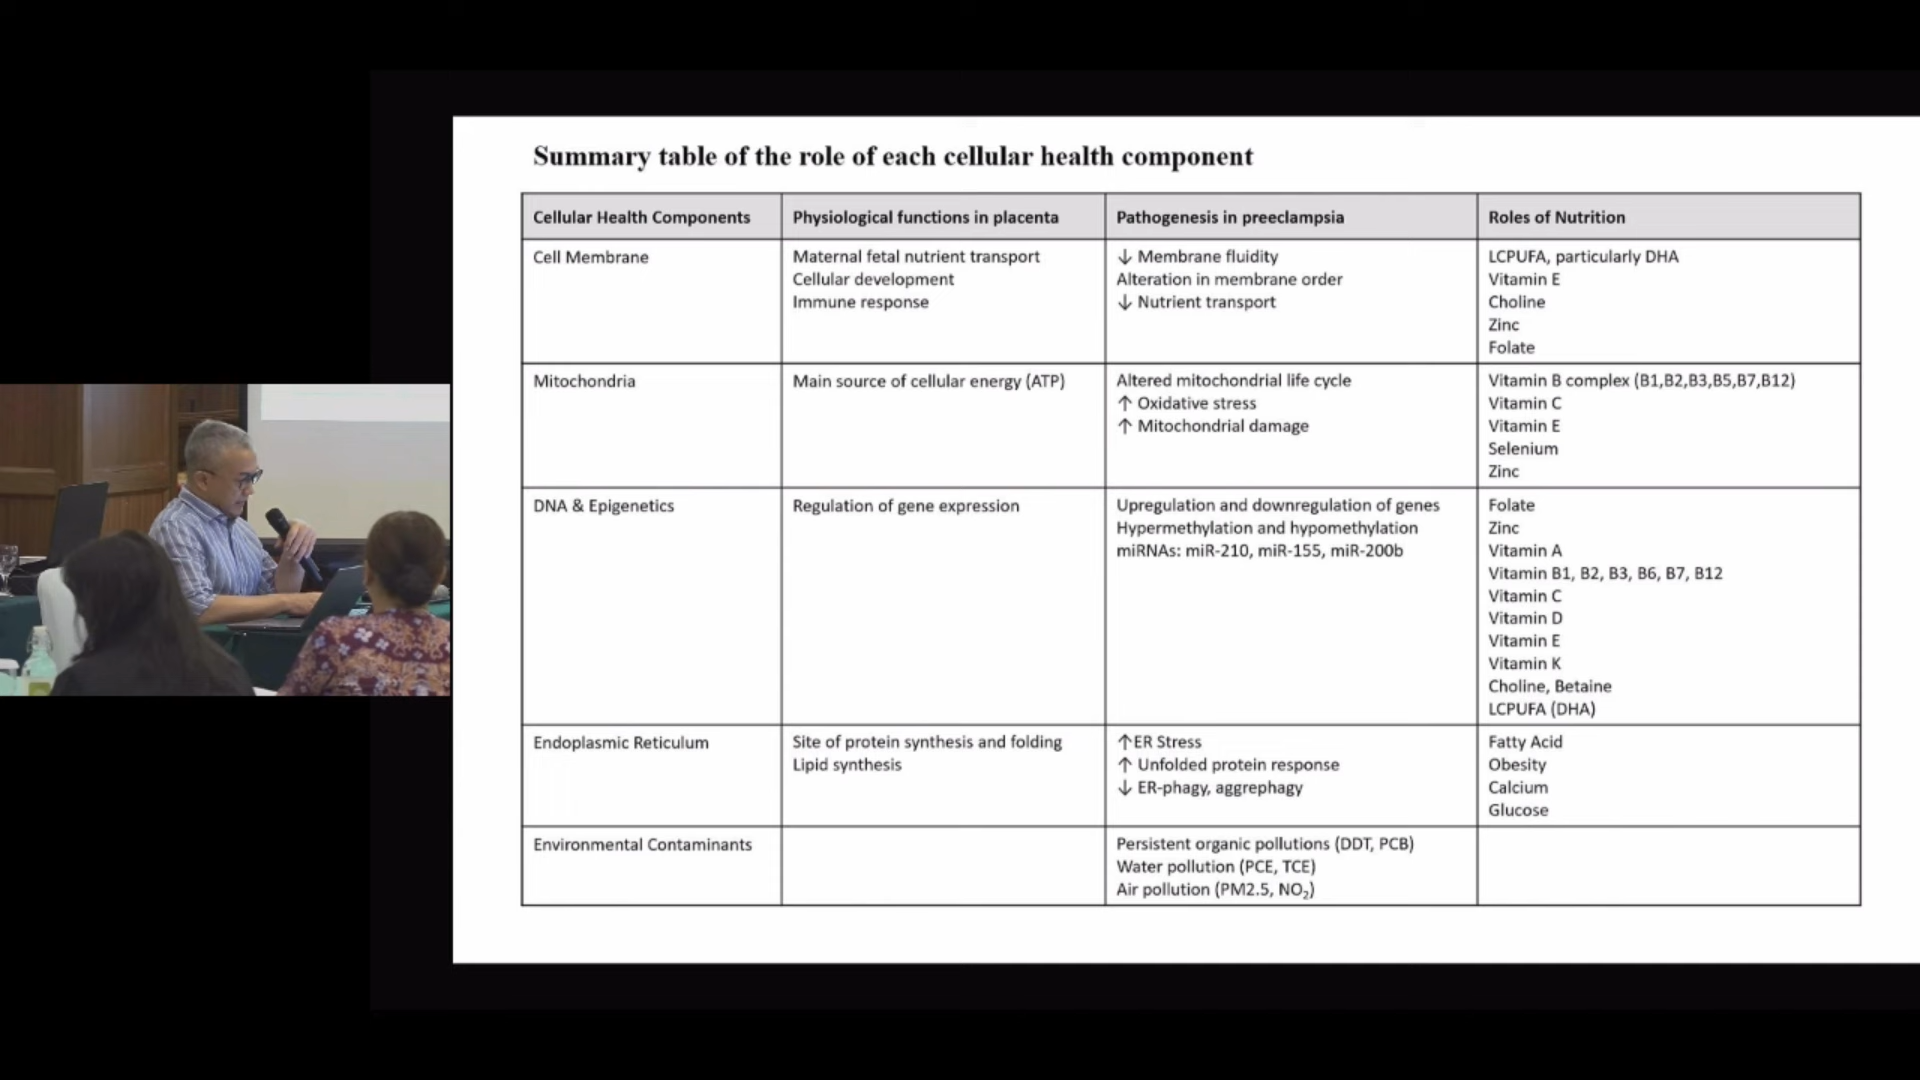 Summary table of the role of each cellular health component
Cellular Health Components
Physiological functions in placenta
Pathogenesis in preeclampsia
Roles of Nutrition
Cell Membrane
Maternal fetal nutrient transport
Cellular development
Immune response
↓ Membrane fluidity
Alteration in membrane order
↓ Nutrient transport
LCPUFA, particularly DHA
Vitamin E
Choline
Zinc
Folate
Mitochondria
Main source of cellular energy (ATP)
Altered mitochondrial life cycle
↑ Oxidative stress
↑ Mitochondrial damage
Vitamin B complex (B1,B2,B3,B5,B7,B12)
Vitamin C
Vitamin E
Selenium
Zinc
DNA & Epigenetics
Regulation of gene expression
Upregulation and downregulation of genes
Hypermethylation and hypomethylation
miRNAs: miR-210, miR-155, miR-200b
Folate
Zinc
Vitamin A
Vitamin B1, B2, B3, B6, B7, B12
Vitamin C
Vitamin D
Vitamin E
Vitamin K
Choline, Betaine
LCPUFA (DHA)
Endoplasmic Reticulum
Site of protein synthesis and folding
Lipid synthesis
↑ER Stress
↑ Unfolded protein response
↓ ER-phagy, aggrephagy
Fatty Acid
Obesity
Calcium
Glucose
Environmental Contaminants
Persistent organic pollutions (DDT, PCB)
Water pollution (PCE, TCE)
Air pollution (PM2.5, NO₂)